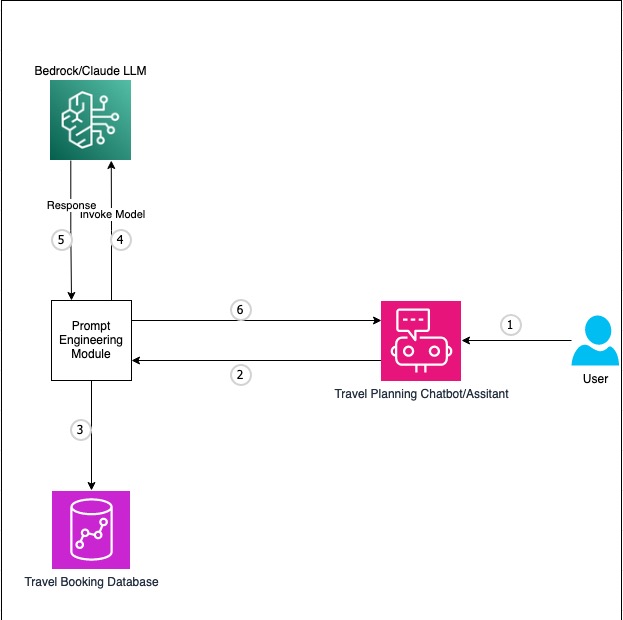 Bedrock/Claude LLM
Response
Invoke Model
5
4
Prompt
Engineering
Module
6
1
2
User
Travel Planning Chatbot/Assitant
3
Travel Booking Database